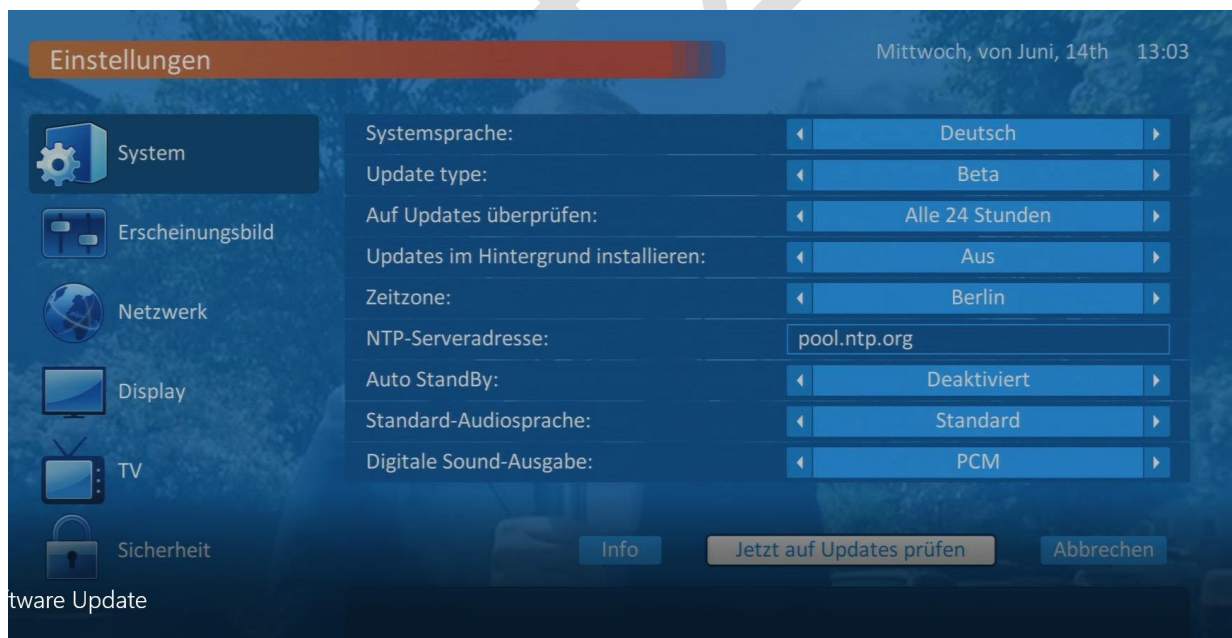 Einstellungen
Mittwoch, von Juni, 14th 13:03
System
Erscheinungsbild
Netzwerk
Display
TV
Sicherheit
Systemsprache: Deutsch
Update type: Beta
Auf Updates überprüfen: Alle 24 Stunden
Updates im Hintergrund installieren: Aus
Zeitzone: Berlin
NTP-Serveradresse: pool.ntp.org
Auto StandBy: Deaktiviert
Standard-Audiosprache: Standard
Digitale Sound-Ausgabe: PCM
Info Jetzt auf Updates prüfen Abbrechen
tware Update